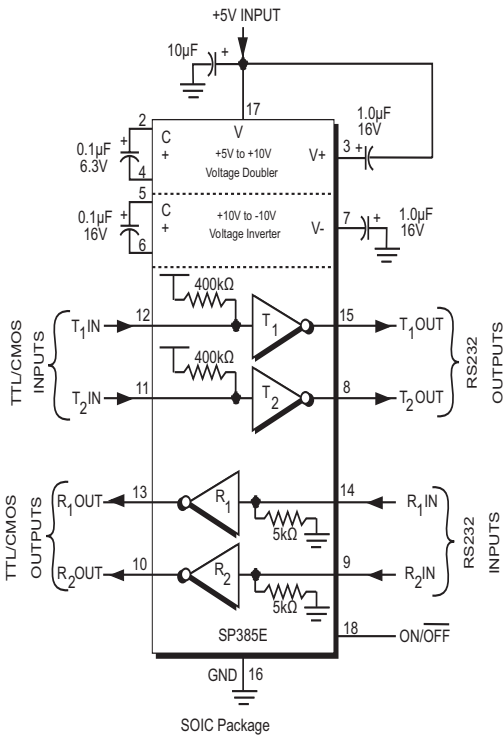 +5V INPUT
10µF +
17
2
V
1.0µF
16V
C
+
+5V to +10V
Voltage Doubler
V+
3 +
0.1µF
6.3V
+
4
5
C
+
+10V to -10V
Voltage Inverter
V-
7
+
1.0µF
16V
0.1µF
16V
+
6
400kΩ
TTL/CMOS
INPUTS
T1IN
12
T1
15
T1OUT
RS232
OUTPUTS
400kΩ
T2IN
11
T2
8
T2OUT
TTL/CMOS
OUTPUTS
R1OUT
13
R1
14
R1IN
RS232
INPUTS
5kΩ
R2OUT
10
R2
9
R2IN
5kΩ
SP385E
18
ON/OFF
GND 16
SOIC Package